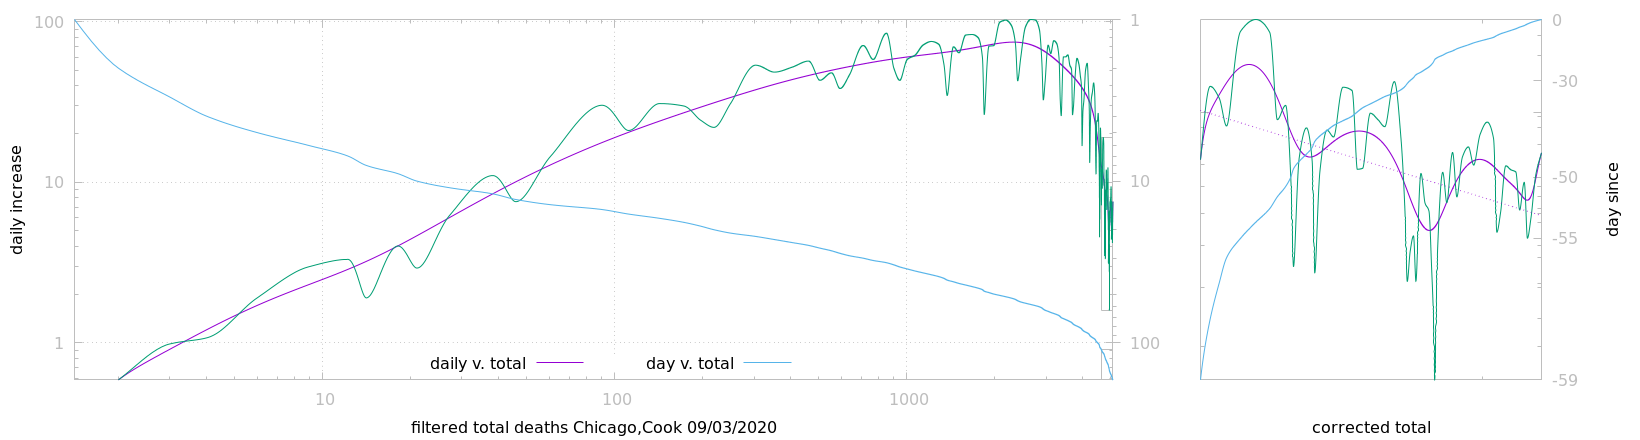 100
10
1
daily increase
10
100
1000
1
10
100
daily v. total
day v. total
filtered total deaths Chicago,Cook 09/03/2020
0
-30
-50
-55
-59
day since
corrected total